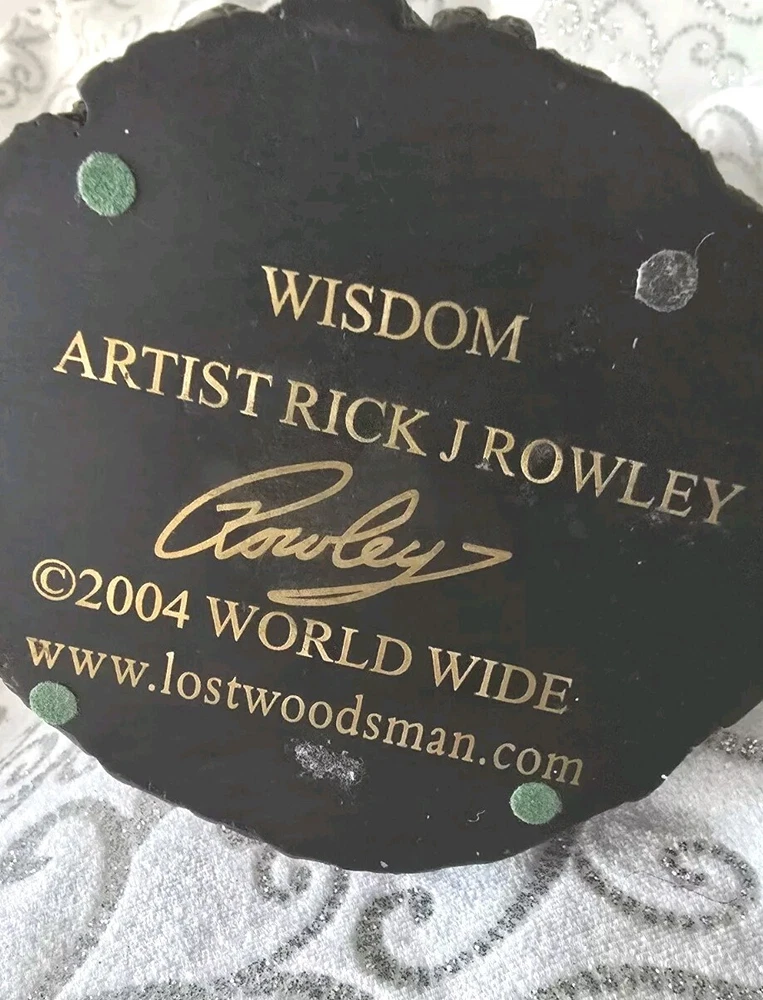 WISDOM
ARTIST RICK J ROWLEY
Rowley
©2004 WORLD WIDE
www.lostwoodsman.com